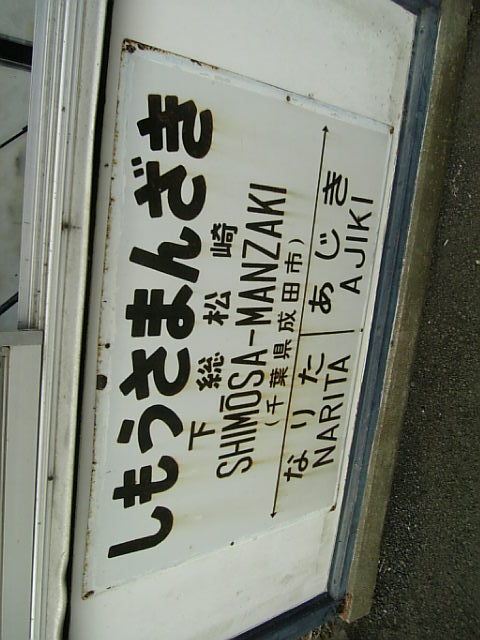 しもうさまんざき
下総松崎
SHIMŌSA-MANZAKI
(千葉県成田市)
なりた あじき
NARITA AJIKI